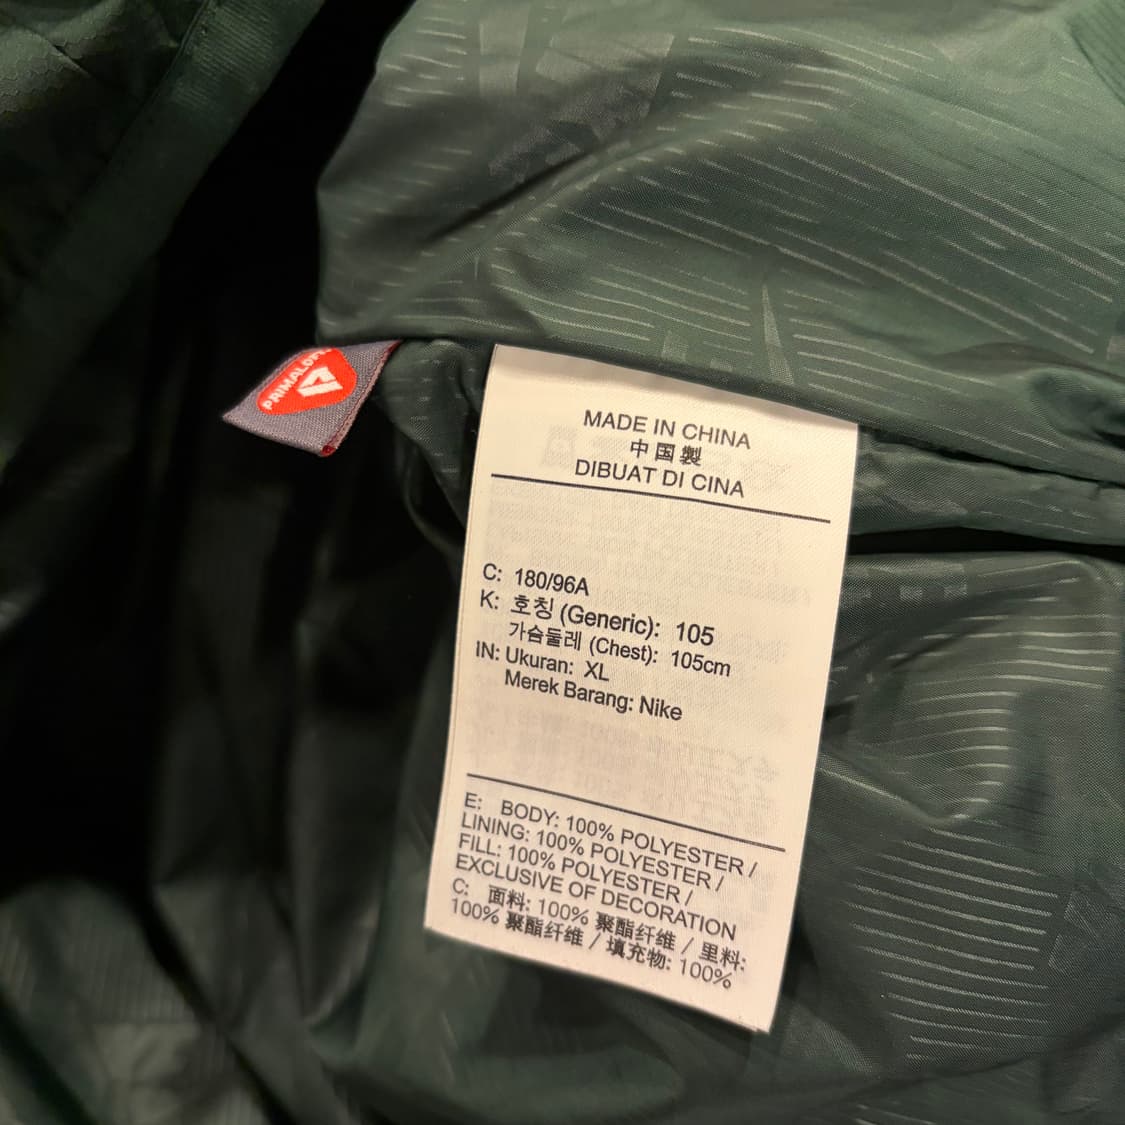 PRIMALOFT
MADE IN CHINA
中国製
DIBUAT DI CINA
C: 180/96A
K: 호칭 (Generic): 105
가슴둘레 (Chest): 105cm
IN: Ukuran: XL
Merek Barang: Nike
E: BODY: 100% POLYESTER /
LINING: 100% POLYESTER /
FILL: 100% POLYESTER /
EXCLUSIVE OF DECORATION
C: 面料: 100% 聚酯纤维 / 里料:
100% 聚酯纤维 / 填充物: 100%